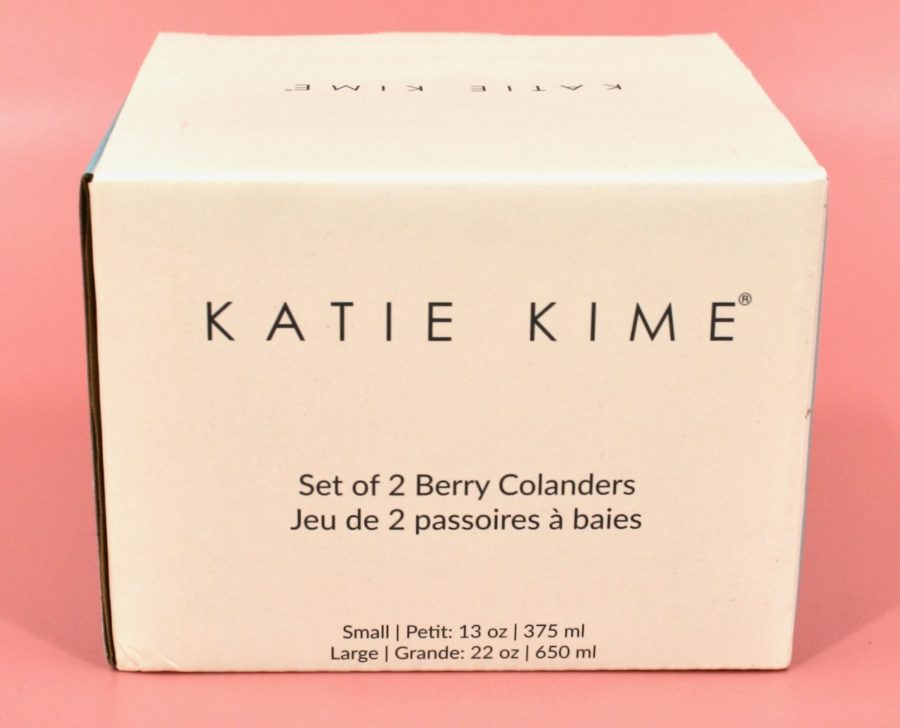 KATIE KIME®
KATIE KIME®
Set of 2 Berry Colanders
Jeu de 2 passoires à baies
Small | Petit: 13 oz | 375 ml
Large | Grande: 22 oz | 650 ml